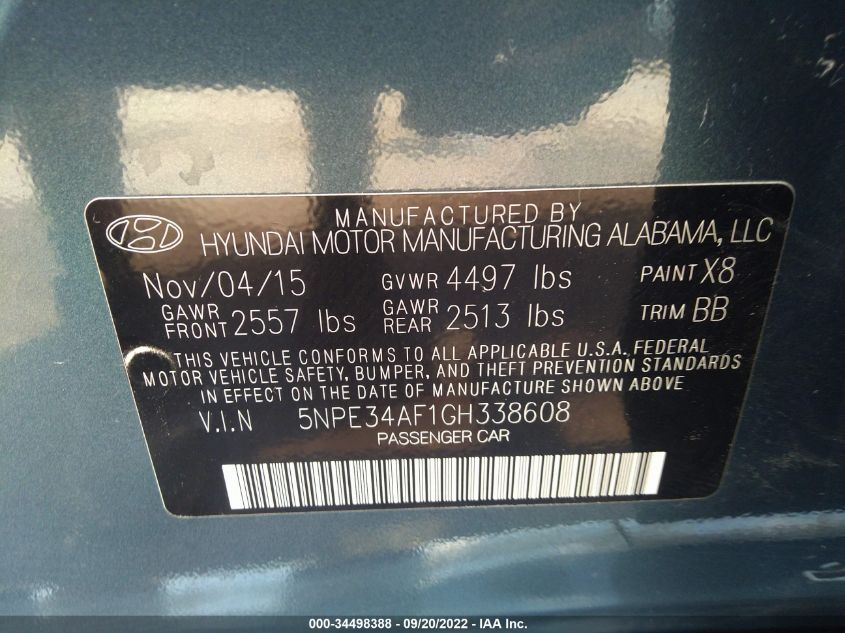 MANUFACTURED BY
HYUNDAI MOTOR MANUFACTURING ALABAMA, LLC
Nov/04/15 GVWR 4497 lbs PAINT X8
GAWR FRONT 2557 lbs GAWR REAR 2513 lbs TRIM BB
THIS VEHICLE CONFORMS TO ALL APPLICABLE U.S.A. FEDERAL
MOTOR VEHICLE SAFETY, BUMPER, AND THEFT PREVENTION STANDARDS
IN EFFECT ON THE DATE OF MANUFACTURE SHOWN ABOVE
V.I.N 5NPE34AF1GH338608
PASSENGER CAR
000-34498388 - 09/20/2022 - IAA Inc.